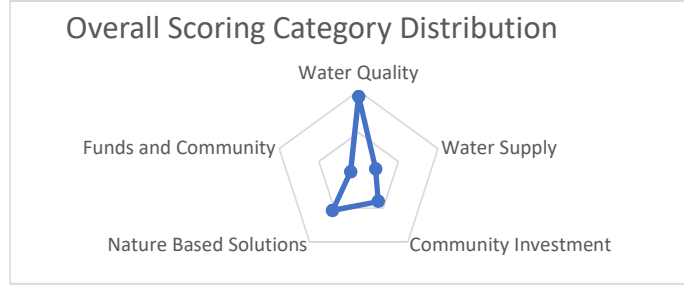 Overall Scoring Category Distribution
Water Quality
Funds and Community
Water Supply
Nature Based Solutions
Community Investment